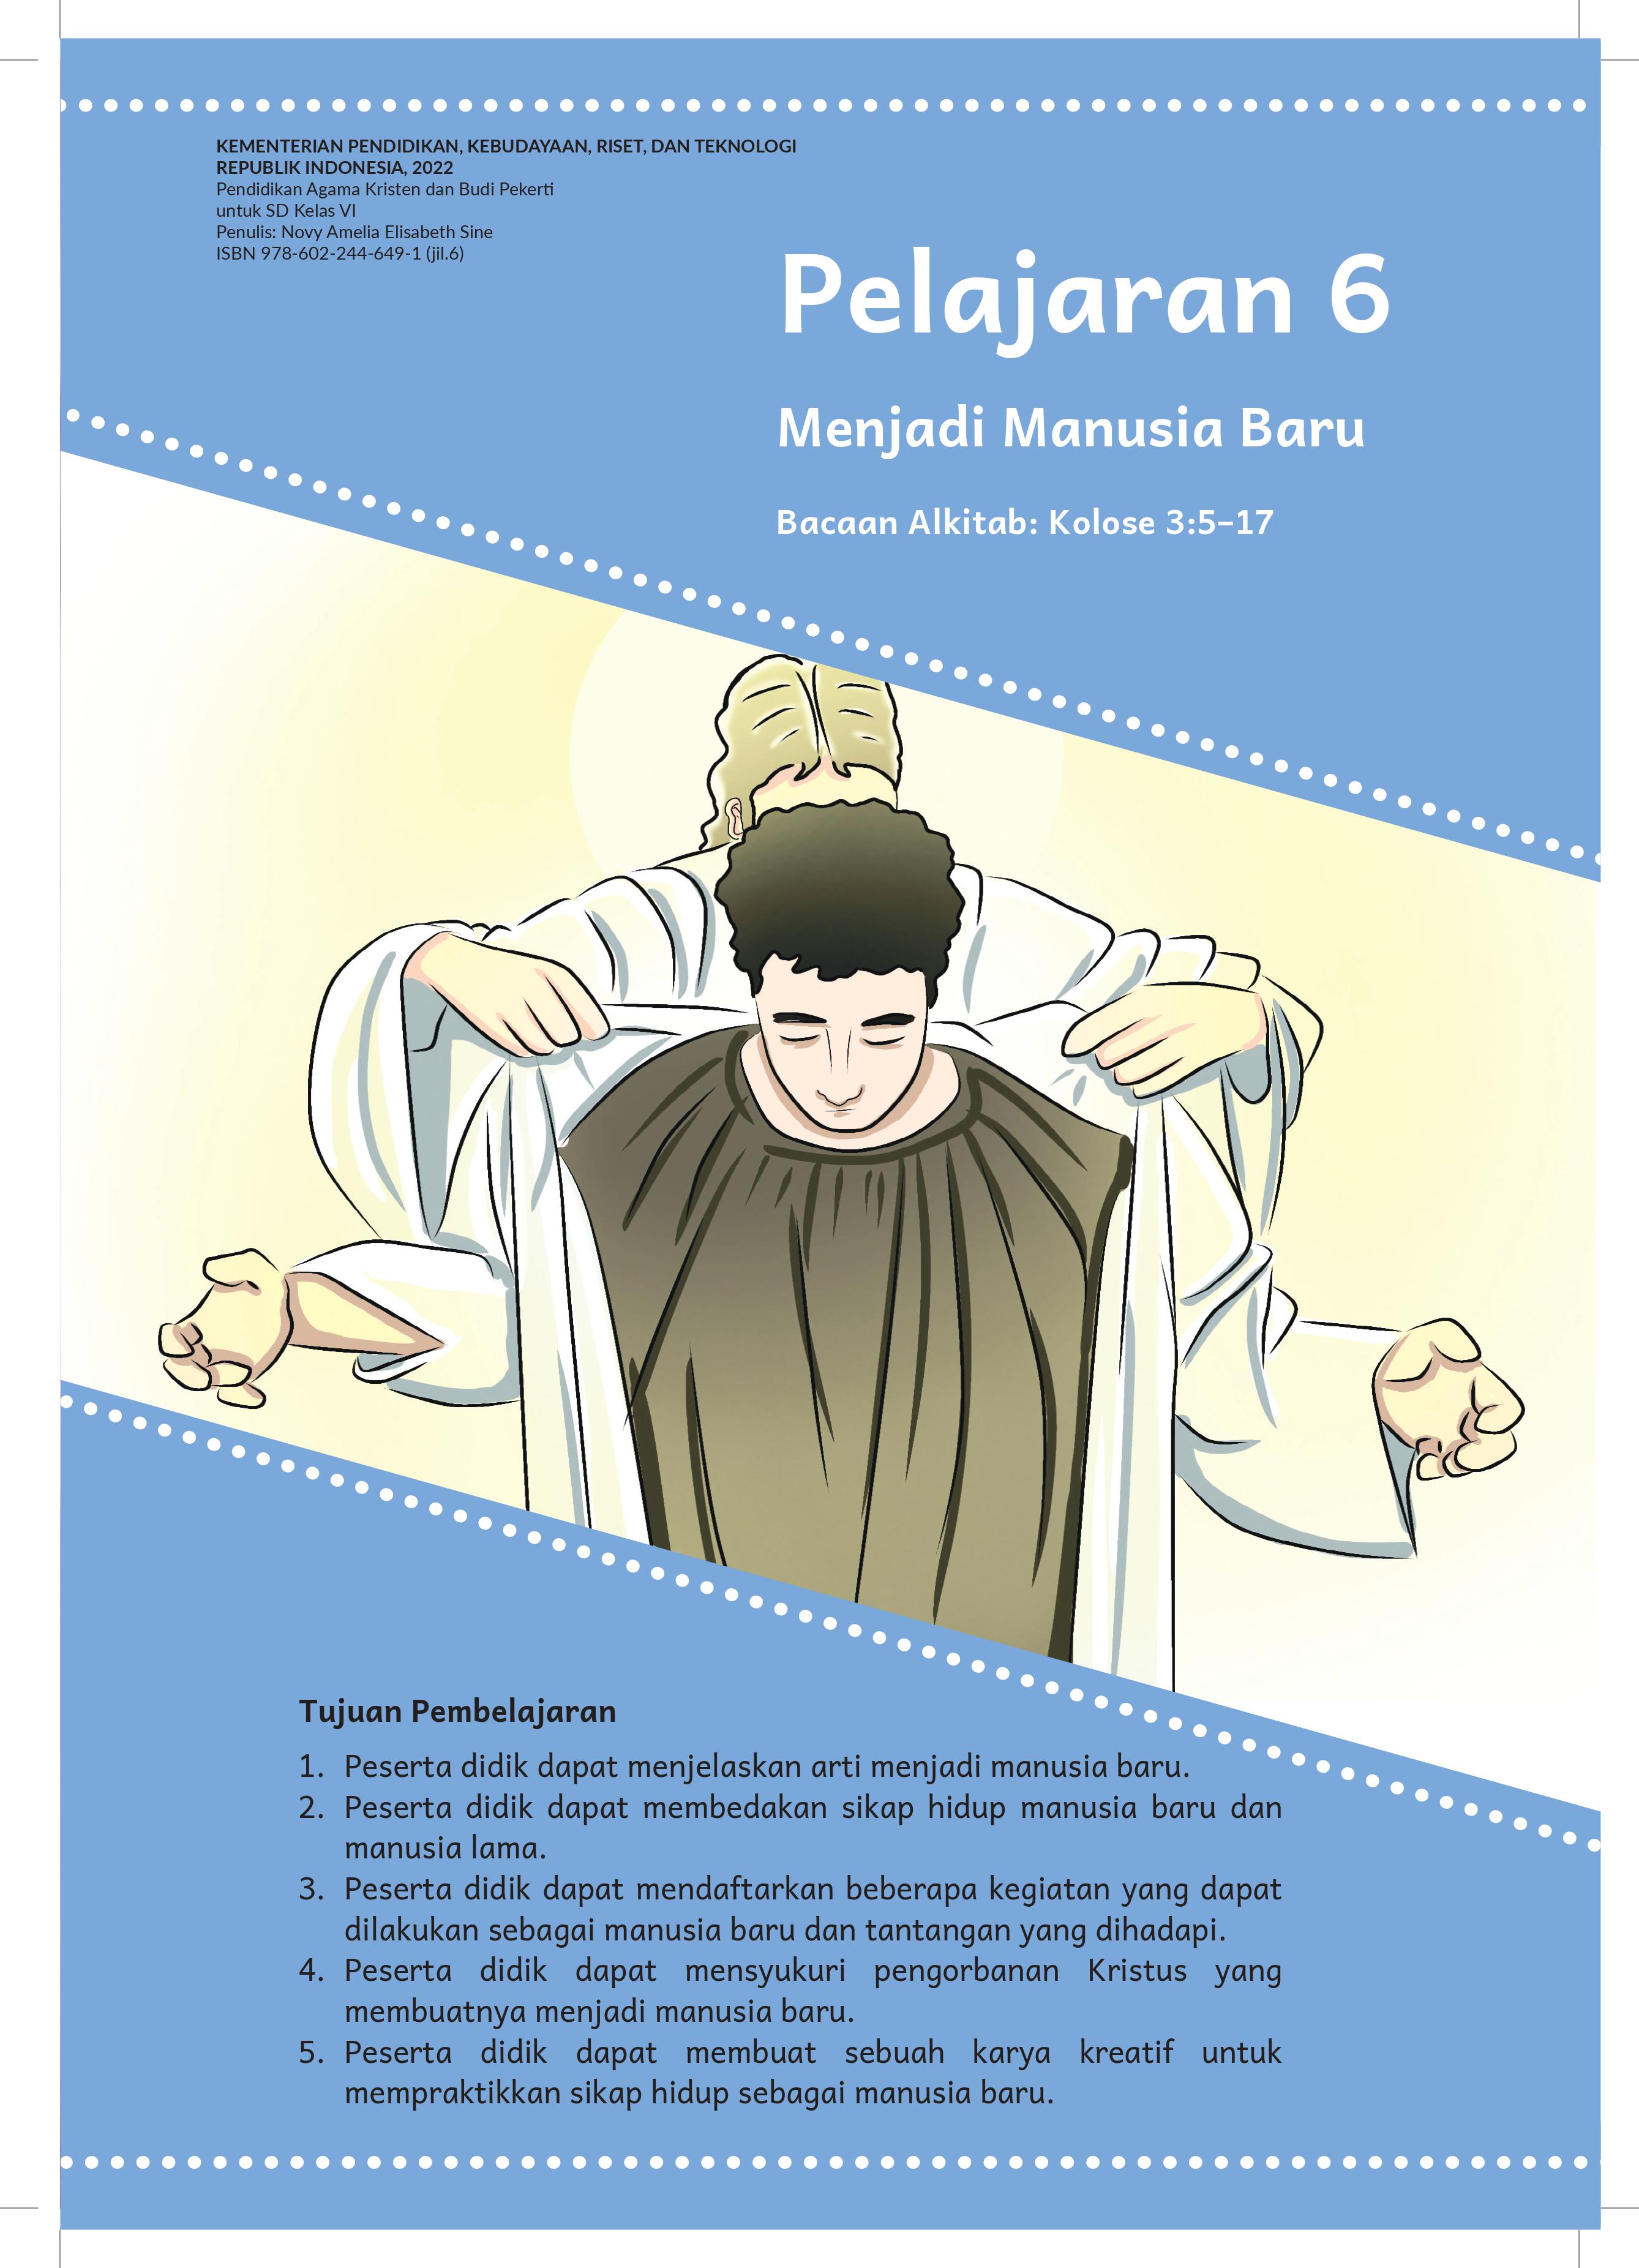 KEMENTERIAN PENDIDIKAN, KEBUDAYAAN, RISET, DAN TEKNOLOGI
REPUBLIK INDONESIA, 2022
Pendidikan Agama Kristen dan Budi Pekerti
untuk SD Kelas VI
Penulis: Novy Amelia Elisabeth Sine
ISBN 978-602-244-649-1 (jil.6)
Pelajaran 6
Menjadi Manusia Baru
Bacaan Alkitab: Kolose 3:5–17
Tujuan Pembelajaran
1. Peserta didik dapat menjelaskan arti menjadi manusia baru.
2. Peserta didik dapat membedakan sikap hidup manusia baru dan
manusia lama.
3. Peserta didik dapat mendaftarkan beberapa kegiatan yang dapat
dilakukan sebagai manusia baru dan tantangan yang dihadapi.
4. Peserta didik dapat mensyukuri pengorbanan Kristus yang
membuatnya menjadi manusia baru.
5. Peserta didik dapat membuat sebuah karya kreatif untuk
mempraktikkan sikap hidup sebagai manusia baru.